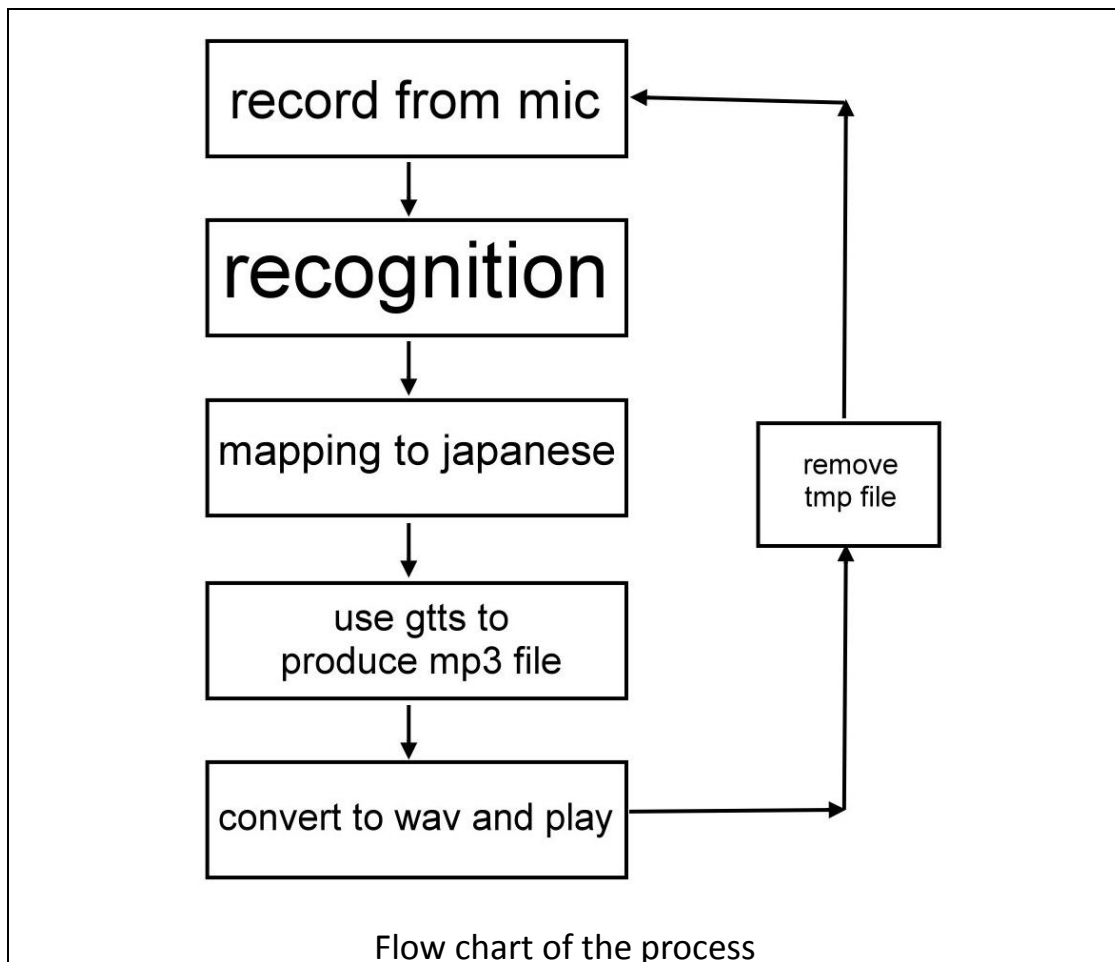 record from mic
recognition
mapping to japanese
use gtts to
produce mp3 file
convert to wav and play
remove
tmp file
Flow chart of the process